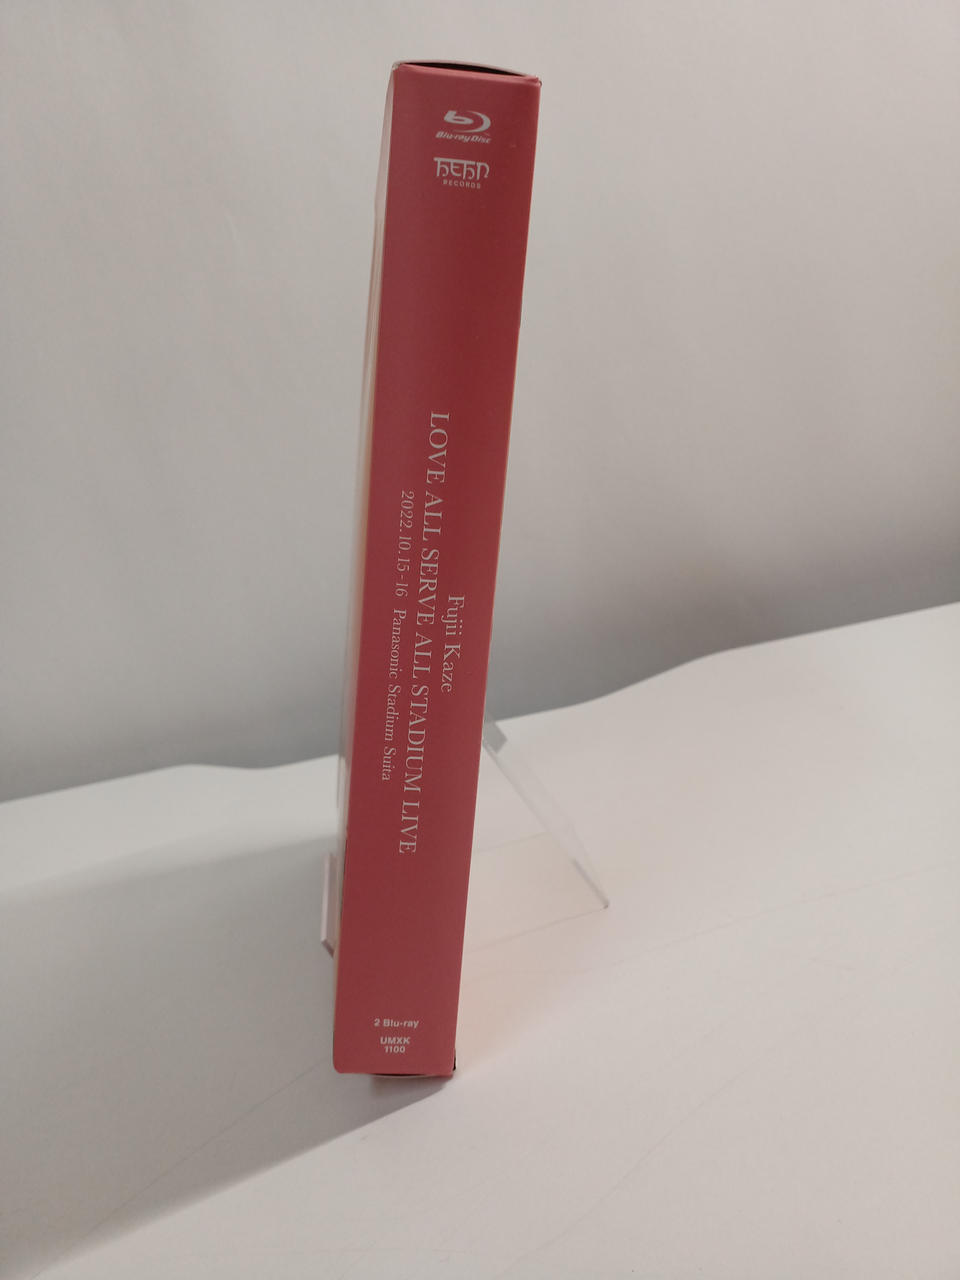 Blu-ray Disc
HEHN
RECORDS
Fujii Kaze
LOVE ALL SERVE ALL STADIUM LIVE
2022.10.15-16 Panasonic Stadium Suita
2 Blu-ray
UMXK
1100